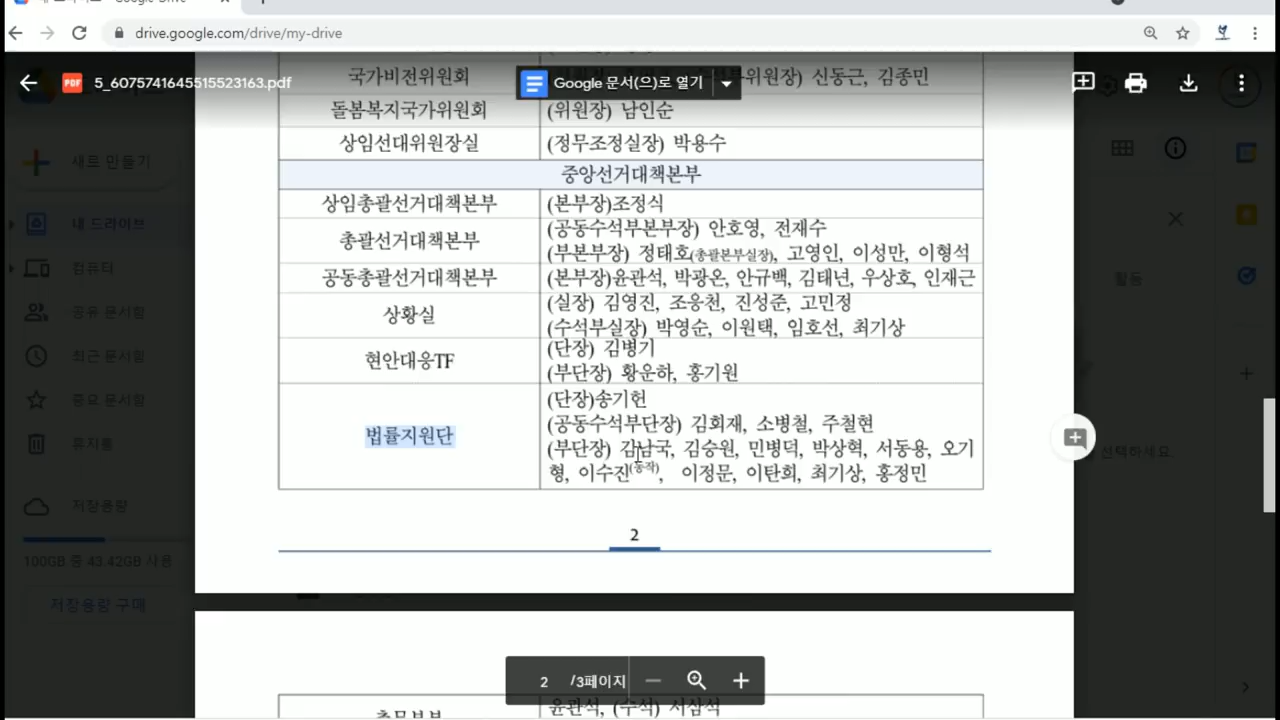 drive.google.com/drive/my-drive
PDF 5_6075741645515523163.pdf
Google 문서(으)로 열기
국가비전위원회 위원장) 신동근, 김종민
돌봄복지국가위원회 (위원장) 남인순
상임선대위원장실 (정무조정실장) 박용수
중앙선거대책본부
상임총괄선거대책본부 (본부장)조정식
총괄선거대책본부
(공동수석부본부장) 안호영, 전재수
(부본부장) 정태호(총괄본부실장), 고영인, 이성만, 이형석
공동총괄선거대책본부 (본부장)윤관석, 박광온, 안규백, 김태년, 우상호, 인재근
상황실
(실장) 김영진, 조응천, 진성준, 고민정
(수석부실장) 박영순, 이원택, 임호선, 최기상
현안대응TF
(단장) 김병기
(부단장) 황운하, 홍기원
법률지원단
(단장)송기헌
(공동수석부단장) 김회재, 소병철, 주철현
(부단장) 김남국, 김승원, 민병덕, 박상혁, 서동용, 오기
형, 이수진(동작), 이정문, 이탄희, 최기상, 홍정민
2
윤관석, (수석) 서삼석
2 /3페이지
새로 만들기
내 드라이브
컴퓨터
공유 문서함
최근 문서함
중요 문서함
휴지통
저장용량
100GB 중 43.42GB 사용
저장용량 구매
활동
선택하세요.